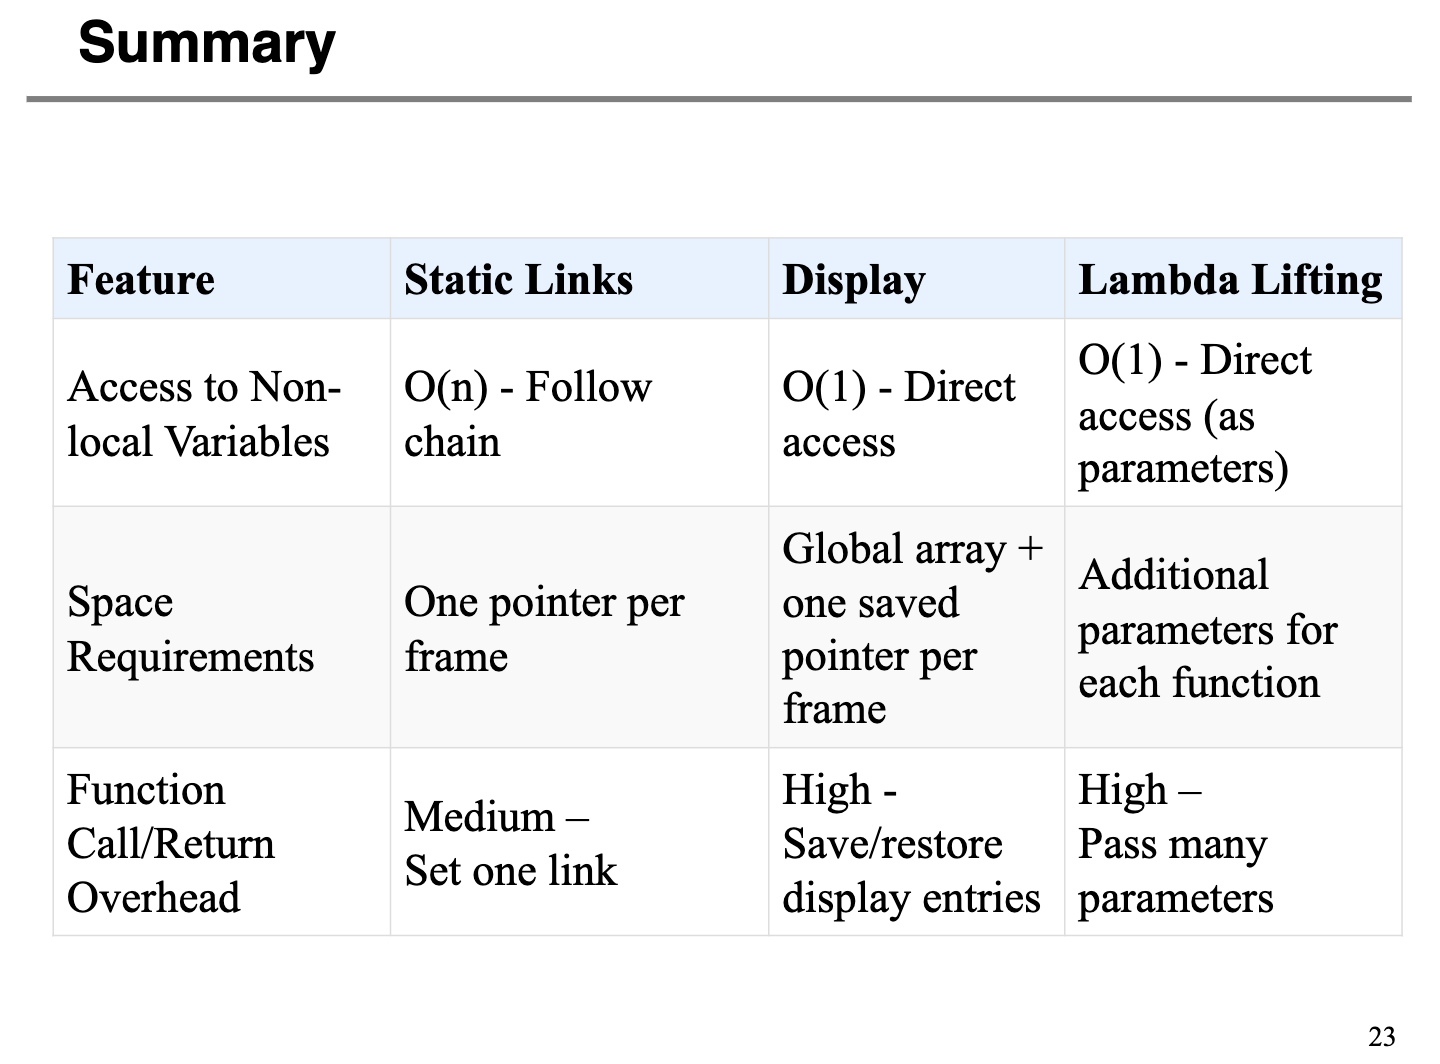 Summary
Feature
Static Links
Display
Lambda Lifting
Access to Non-
local Variables
O(n) - Follow
chain
O(1) - Direct
access
O(1) - Direct
access (as
parameters)
Space
Requirements
One pointer per
frame
Global array +
one saved
pointer per
frame
Additional
parameters for
each function
Function
Call/Return
Overhead
Medium –
Set one link
High -
Save/restore
display entries
High –
Pass many
parameters
23